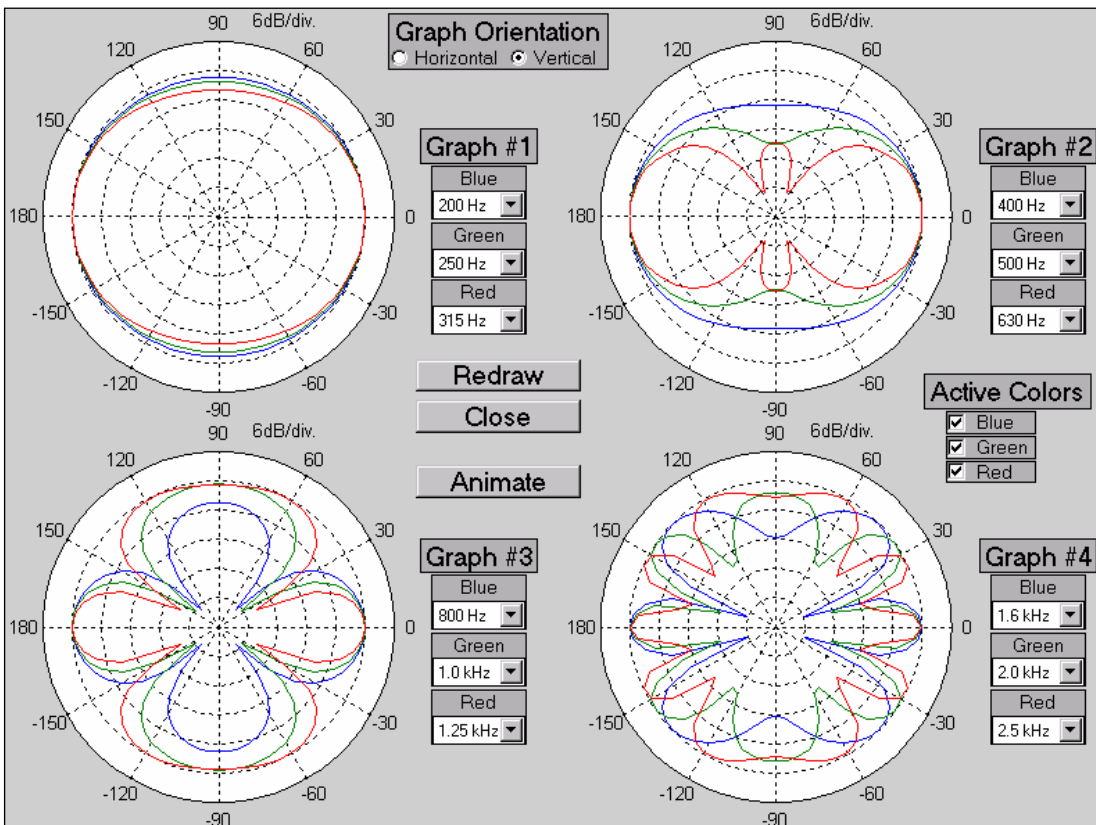 90 6dB/div.
120 60
150 30
180 0
-150 -30
-120 -60
-90
Graph Orientation
Horizontal Vertical
90 6dB/div.
120 60
150 30
180 0
-150 -30
-120 -60
-90
Graph #1
Blue
200 Hz
Green
250 Hz
Red
315 Hz
Graph #2
Blue
400 Hz
Green
500 Hz
Red
630 Hz
Redraw
Close
Animate
Active Colors
Blue
Green
Red
90 6dB/div.
120 60
150 30
180 0
-150 -30
-120 -60
-90
Graph #3
Blue
800 Hz
Green
1.0 kHz
Red
1.25 kHz
90 6dB/div.
120 60
150 30
180 0
-150 -30
-120 -60
-90
Graph #4
Blue
1.6 kHz
Green
2.0 kHz
Red
2.5 kHz